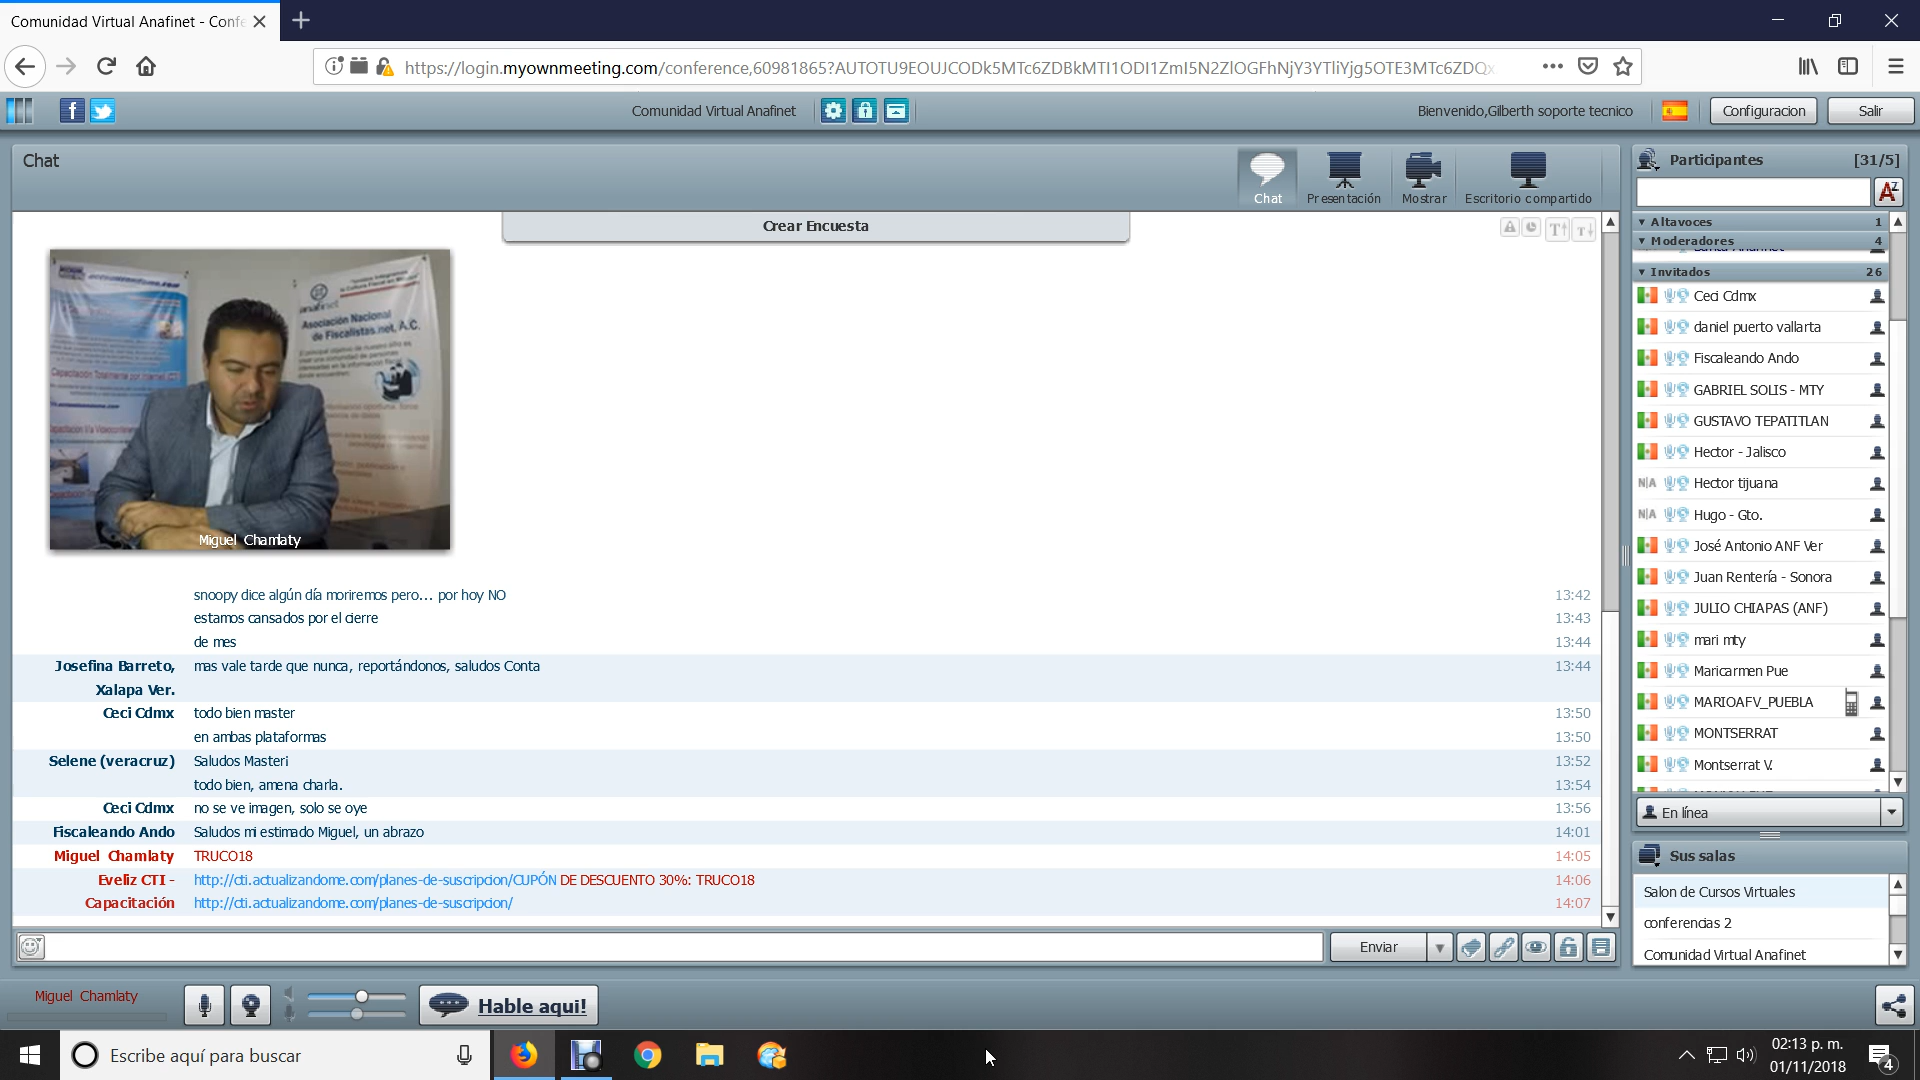 Comunidad Virtual Anafinet - Confe
https://login.myownmeeting.com/conference,60981865?
Comunidad Virtual Anafinet
Bienvenido,Gilberth soporte tecnico
Configuracion
Salir
Chat
Chat
Presentación
Mostrar
Escritorio compartido
Crear Encuesta
Asociación Nacional
de Fiscalistas.net, A.C.
Miguel Chamlaty
snoopy dice algún día moriremos pero... por hoy NO 13:42
estamos cansados por el cierre 13:43
de mes 13:44
Josefina Barreto, mas vale tarde que nunca, reportándonos, saludos Conta 13:44
Xalapa Ver.
Ceci Cdmx todo bien master 13:50
en ambas plataformas 13:50
Selene (veracruz) Saludos Masteri 13:52
todo bien, amena charla. 13:54
Ceci Cdmx no se ve imagen, solo se oye 13:56
Fiscaleando Ando Saludos mi estimado Miguel, un abrazo 14:01
Miguel Chamlaty TRUCO18 14:05
Eveliz CTI - http://cti.actualizandome.com/planes-de-suscripcion/CUPÓN DE DESCUENTO 30%: TRUCO18 14:06
Capacitación http://cti.actualizandome.com/planes-de-suscripcion/ 14:07
Enviar
Miguel Chamlaty
Hable aqui!
Participantes [31/5]
Altavoces 1
Moderadores 4
Invitados 26
Ceci Cdmx
daniel puerto vallarta
Fiscaleando Ando
GABRIEL SOLIS - MTY
GUSTAVO TEPATITLAN
Hector - Jalisco
N|A Hector tijuana
N|A Hugo - Gto.
José Antonio ANF Ver
Juan Rentería - Sonora
JULIO CHIAPAS (ANF)
mari mty
Maricarmen Pue
MARIOAFV_PUEBLA
MONTSERRAT
Montserrat V.
En línea
Sus salas
Salon de Cursos Virtuales
conferencias 2
Comunidad Virtual Anafinet
Escribe aquí para buscar
02:13 p. m.
01/11/2018
4